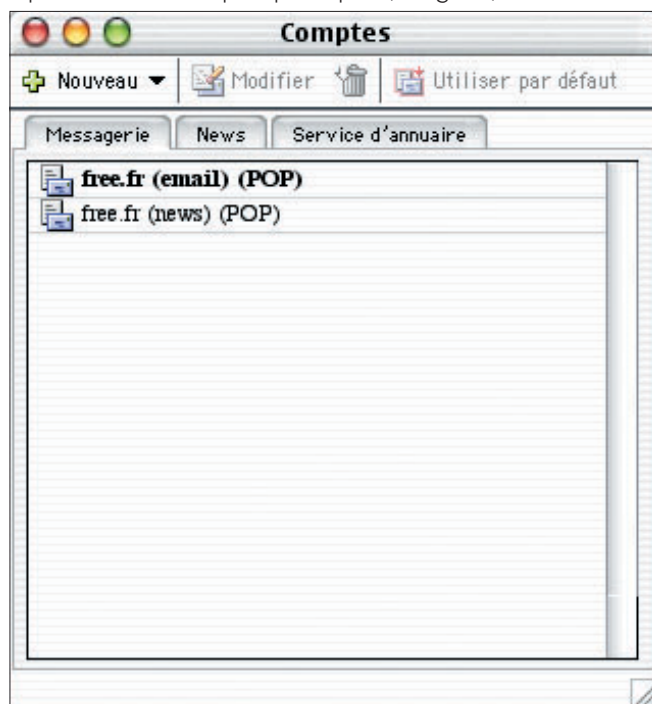 Comptes
Nouveau Modifier Utiliser par défaut
Messagerie News Service d'annuaire
free.fr (email) (POP)
free.fr (news) (POP)